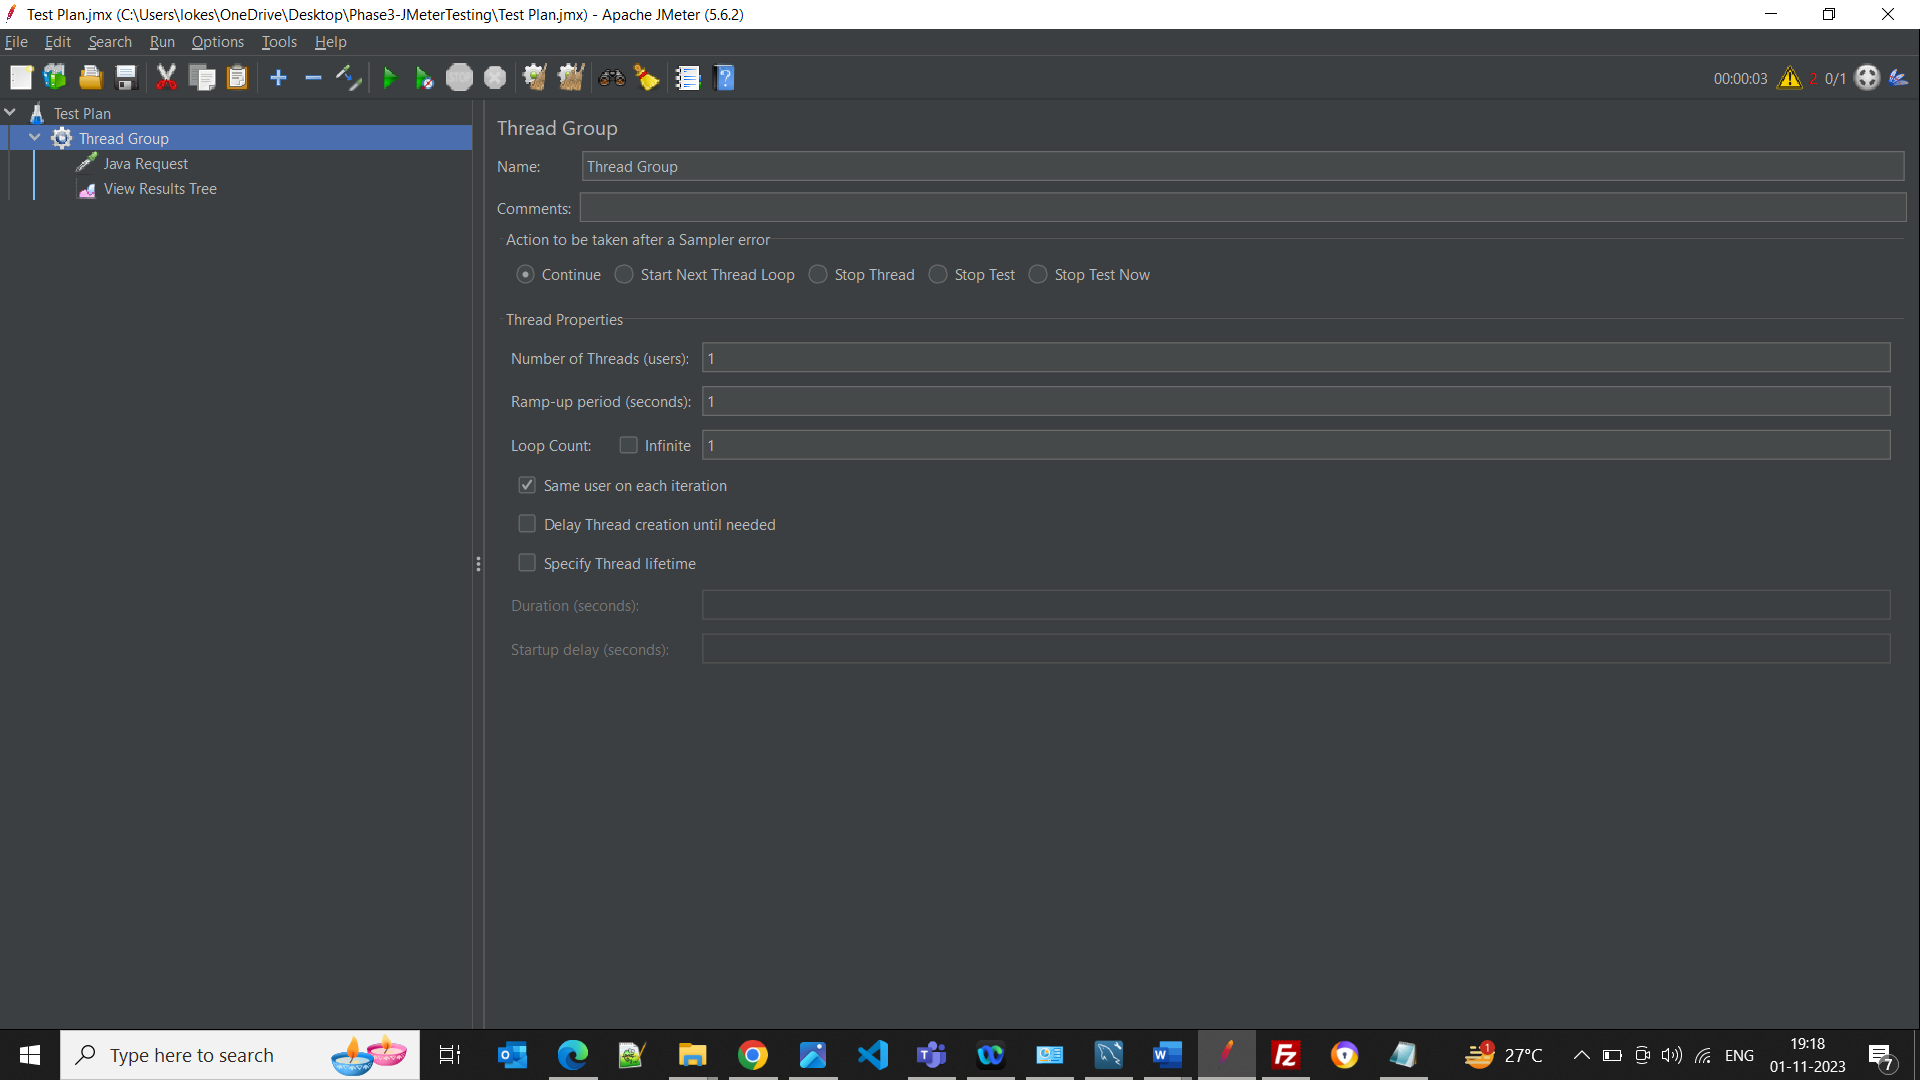 Test Plan.jmx (C:\Users\lokes\OneDrive\Desktop\Phase3-JMeterTesting\Test Plan.jmx) - Apache JMeter (5.6.2)
File Edit Search Run Options Tools Help
STOP
00:00:03 2 0/1
Test Plan
Thread Group
Java Request
View Results Tree
Thread Group
Name: Thread Group
Comments:
Action to be taken after a Sampler error
Continue Start Next Thread Loop Stop Thread Stop Test Stop Test Now
Thread Properties
Number of Threads (users): 1
Ramp-up period (seconds): 1
Loop Count: Infinite 1
Same user on each iteration
Delay Thread creation until needed
Specify Thread lifetime
Duration (seconds):
Startup delay (seconds):
Type here to search
1 27°C ENG
19:18
01-11-2023
7